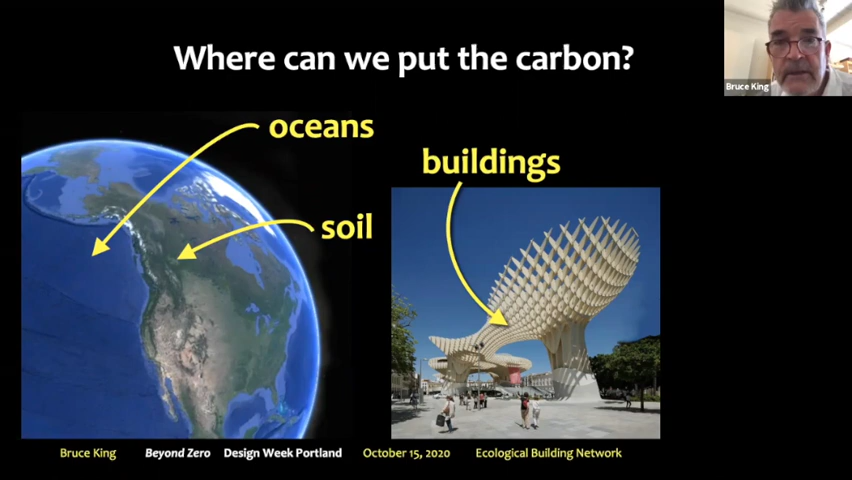 Where can we put the carbon?
Bruce King
oceans
buildings
soil
Bruce King Beyond Zero Design Week Portland October 15, 2020 Ecological Building Network